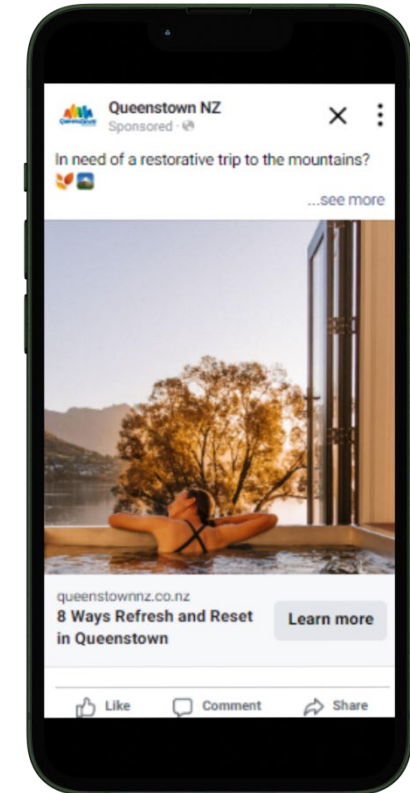 Queenstown NZ
Sponsored ·
In need of a restorative trip to the mountains?
...see more
queenstownnz.co.nz
8 Ways Refresh and Reset
in Queenstown
Learn more
Like Comment Share